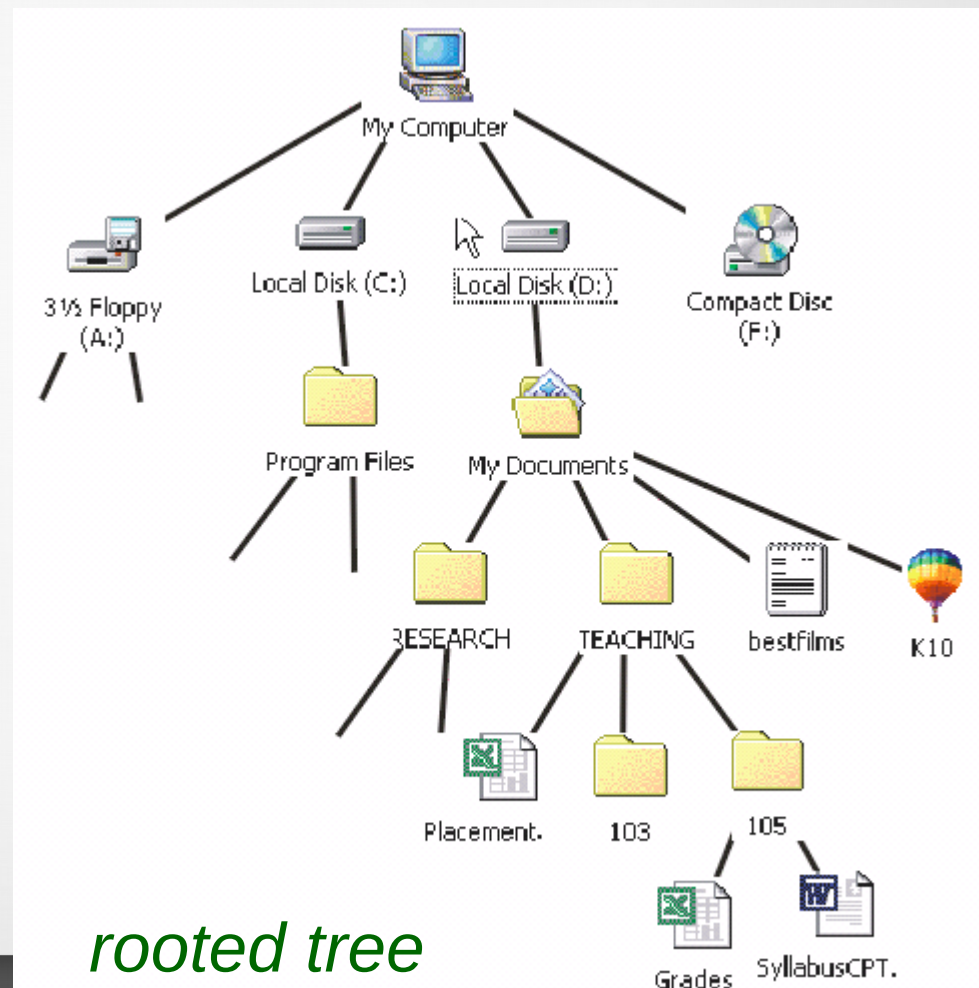 My Computer
3½ Floppy
(A:)
Local Disk (C:)
Local Disk (D:)
Compact Disc
(F:)
Program Files
My Documents
RESEARCH
TEACHING
bestfilms
K10
Placement.
103
105
Grades
SyllabusCPT.
rooted tree